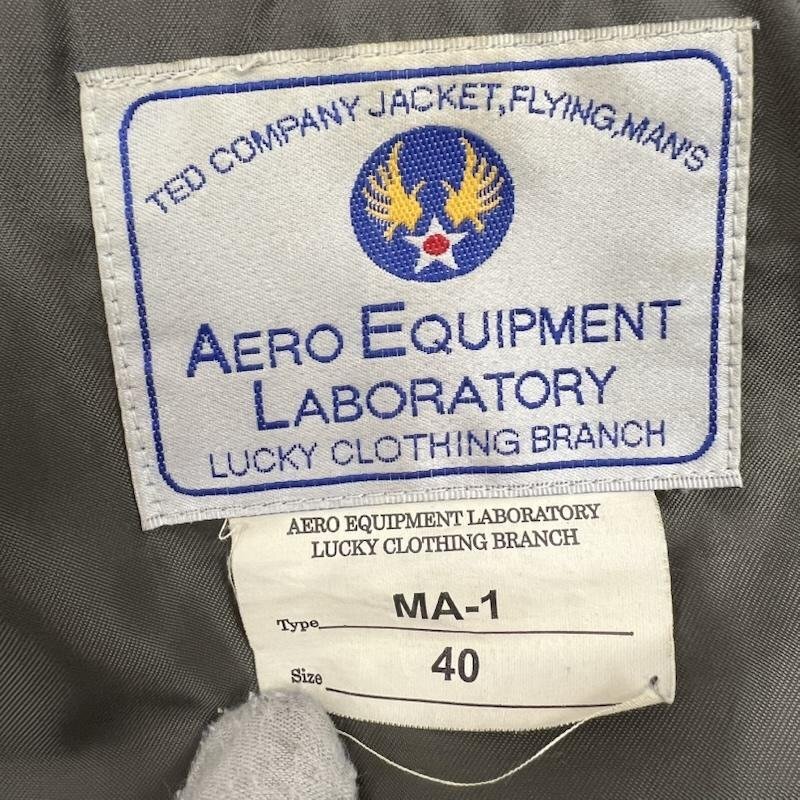 TED COMPANY JACKET,FLYING,MAN'S
AERO EQUIPMENT
LABORATORY
LUCKY CLOTHING BRANCH
AERO EQUIPMENT LABORATORY
LUCKY CLOTHING BRANCH
Type MA-1
Size 40